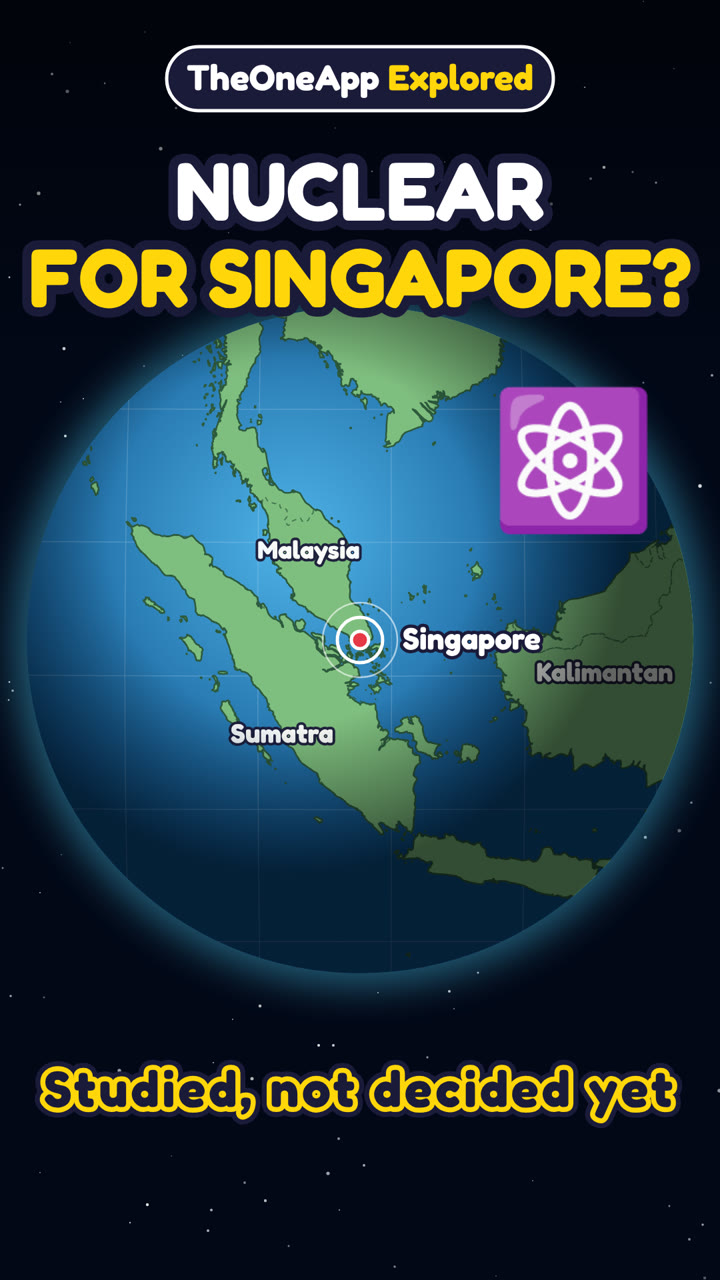 TheOneApp Explored
NUCLEAR
FOR SINGAPORE?
Malaysia
Singapore
Kalimantan
Sumatra
Studied, not decided yet